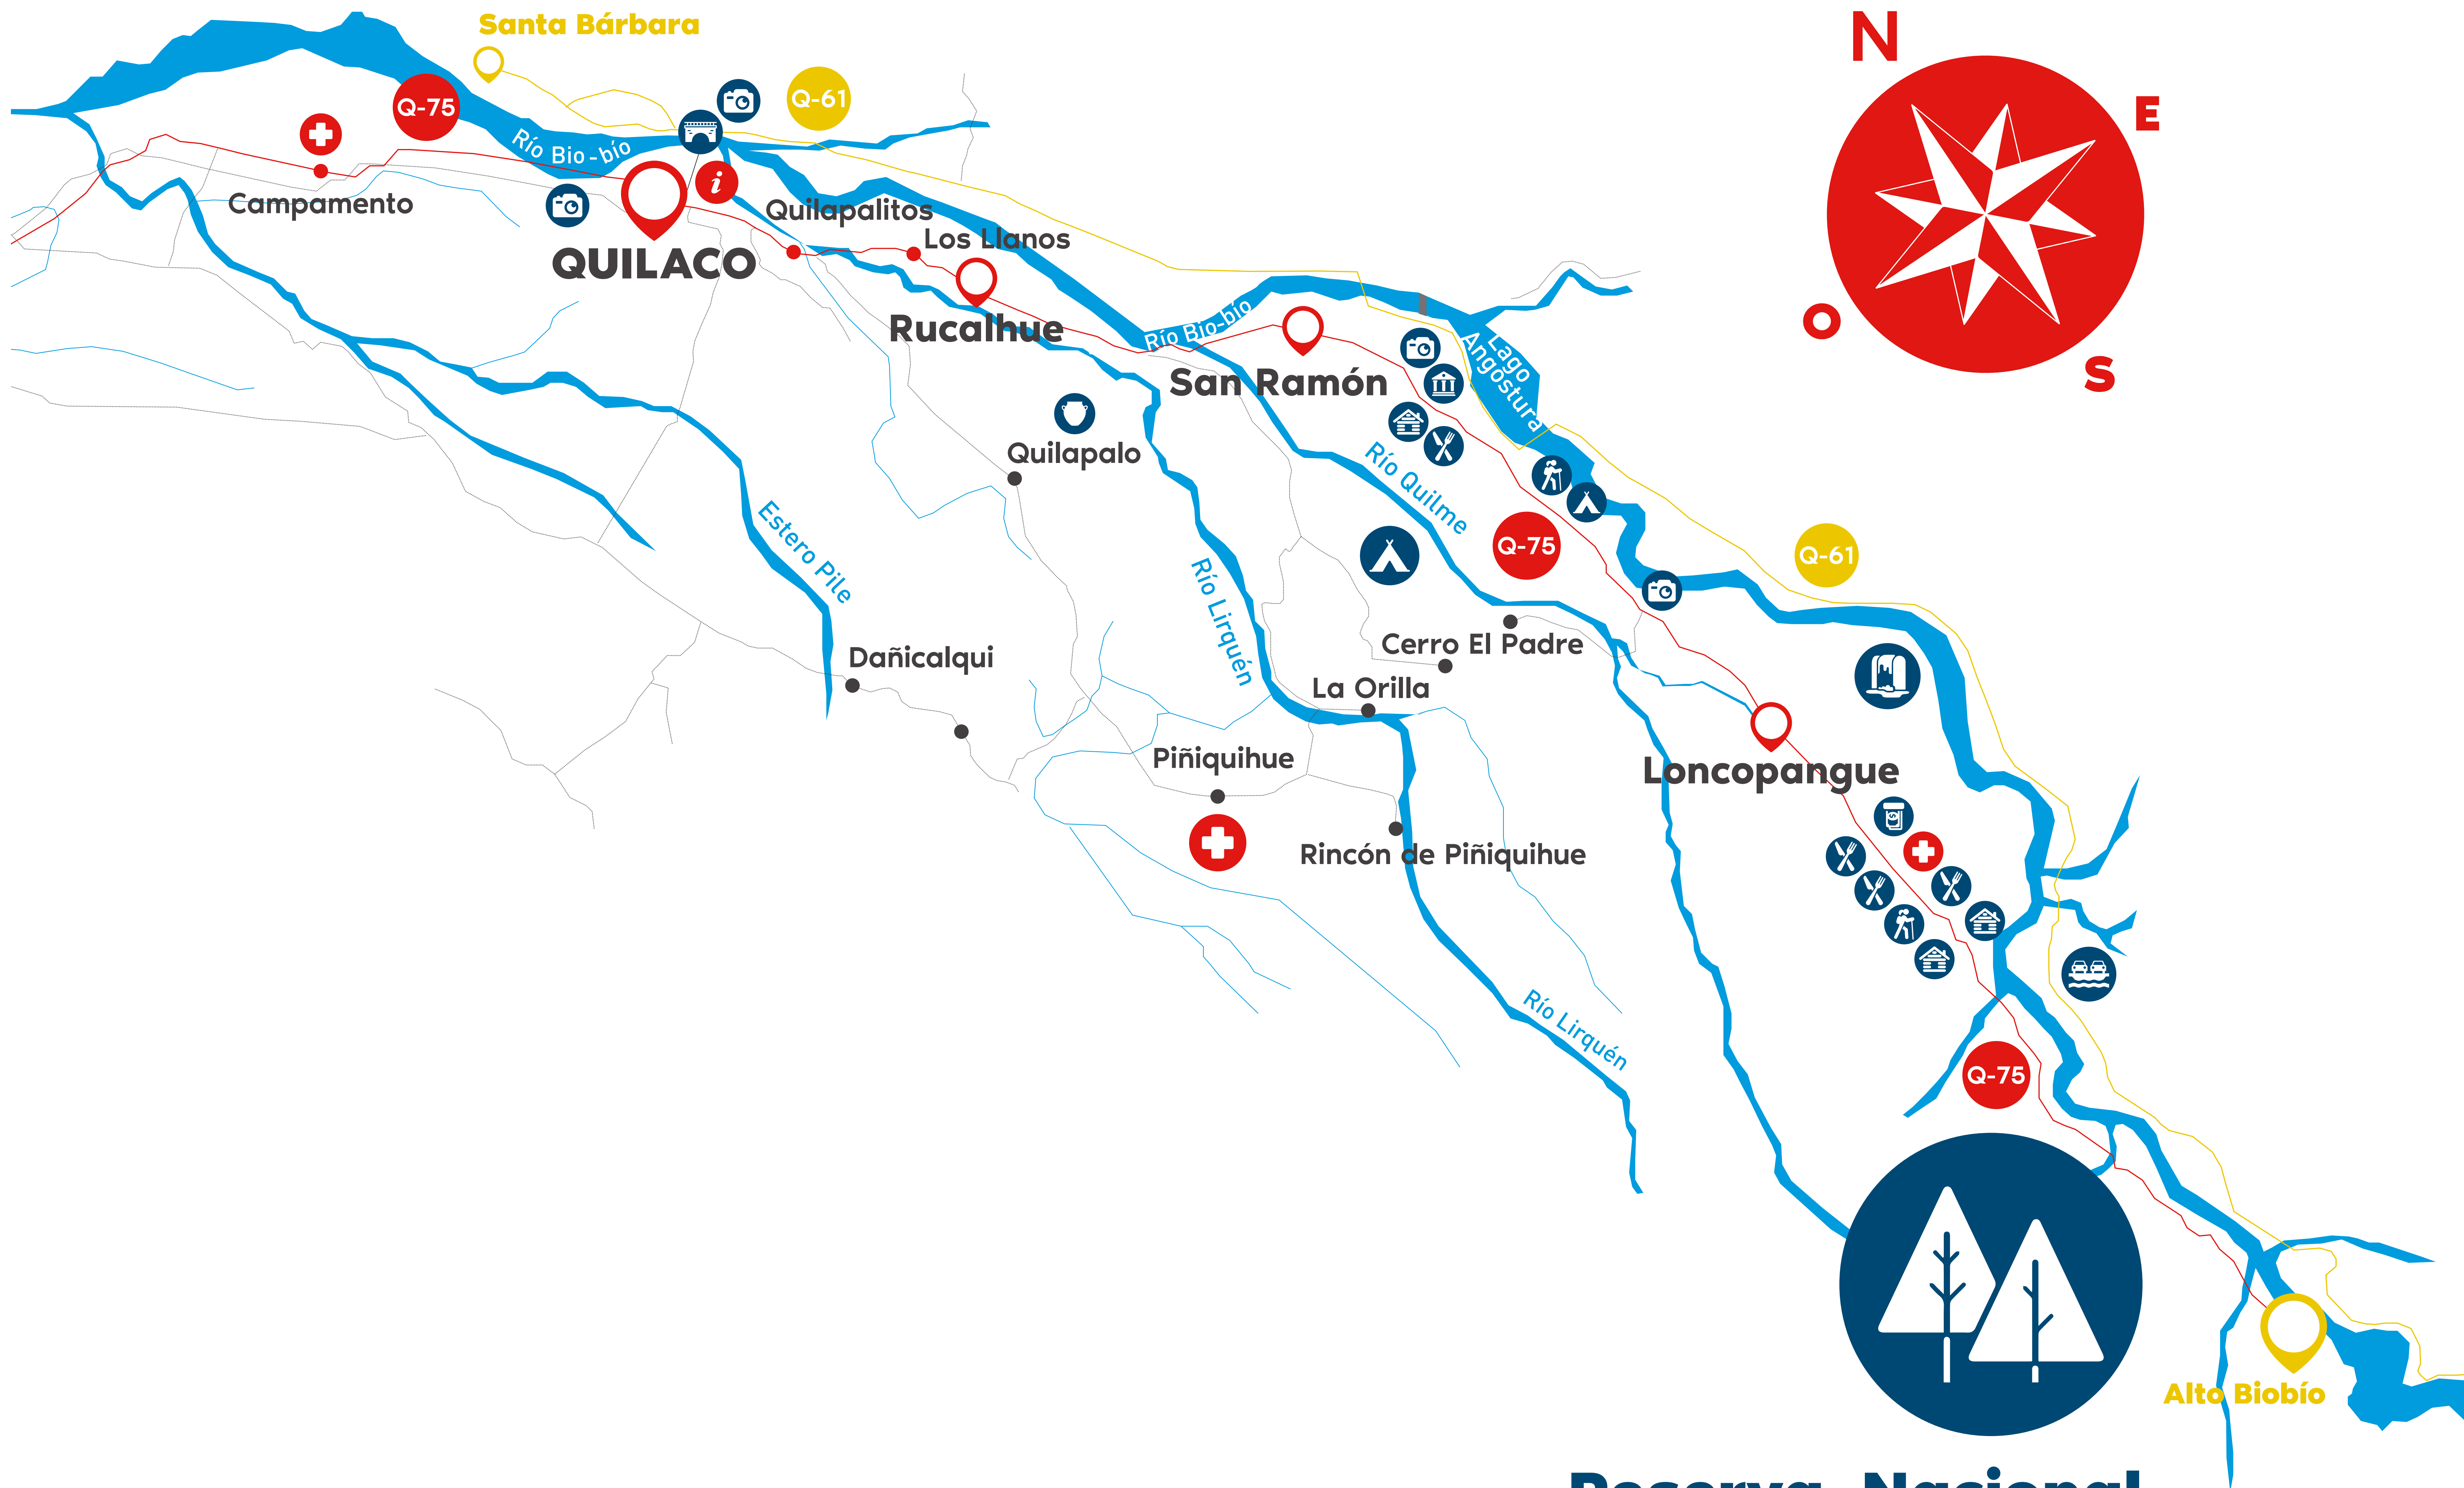 Santa Bárbara
N
E
O
S
Q-75
Q-61
Río Bio-bío
i
Campamento
QUILACO
Quilapalitos
Los Llanos
Rucalhue
Río Bio-bío
San Ramón
Lago
Angostura
Quilapalo
Río Quilme
Q-75
Q-61
Estero Pile
Río Lirquén
Cerro El Padre
Dañicalqui
La Orilla
Piñiquihue
Loncopangue
Rincón de Piñiquihue
Río Lirquén
Q-75
Alto Biobío
Reserva Nacional